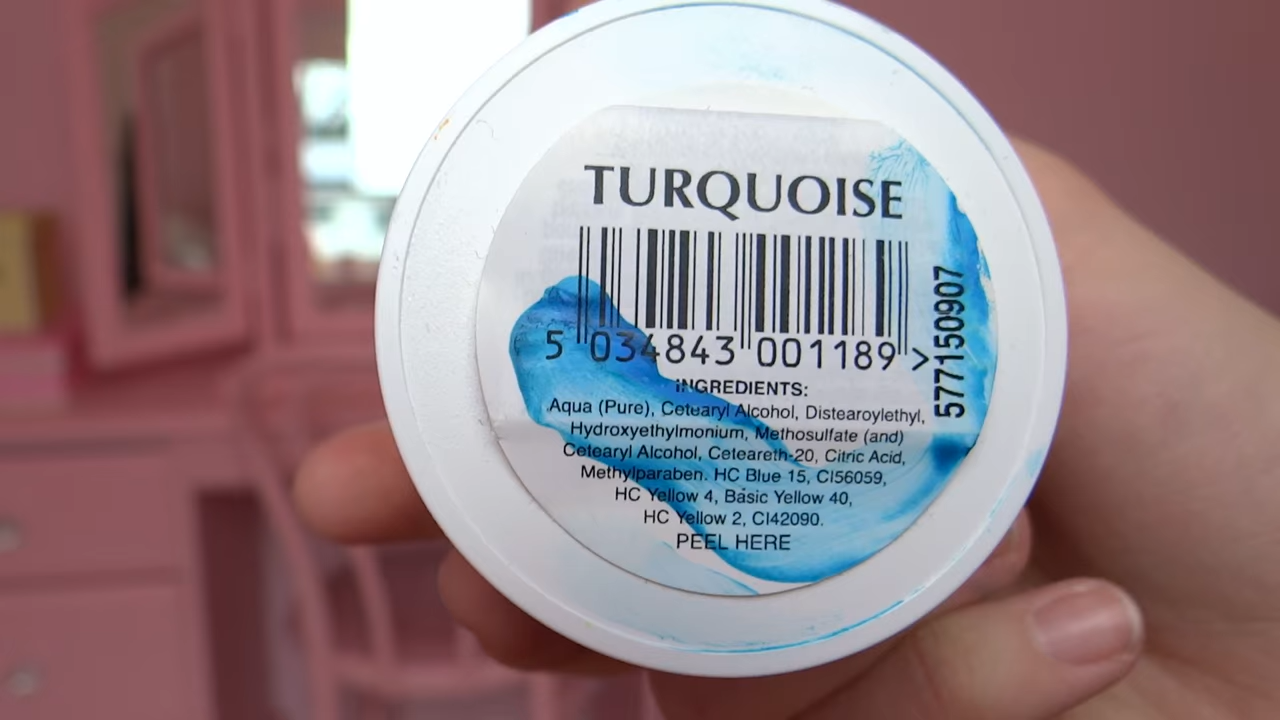 TURQUOISE
5 034843 001189 >
577150907
INGREDIENTS:
Aqua (Pure), Cetearyl Alcohol, Distearoylethyl,
Hydroxyethylmonium, Methosulfate (and)
Cetearyl Alcohol, Ceteareth-20, Citric Acid,
Methylparaben. HC Blue 15, CI56059,
HC Yellow 4, Basic Yellow 40,
HC Yellow 2, CI42090.
PEEL HERE